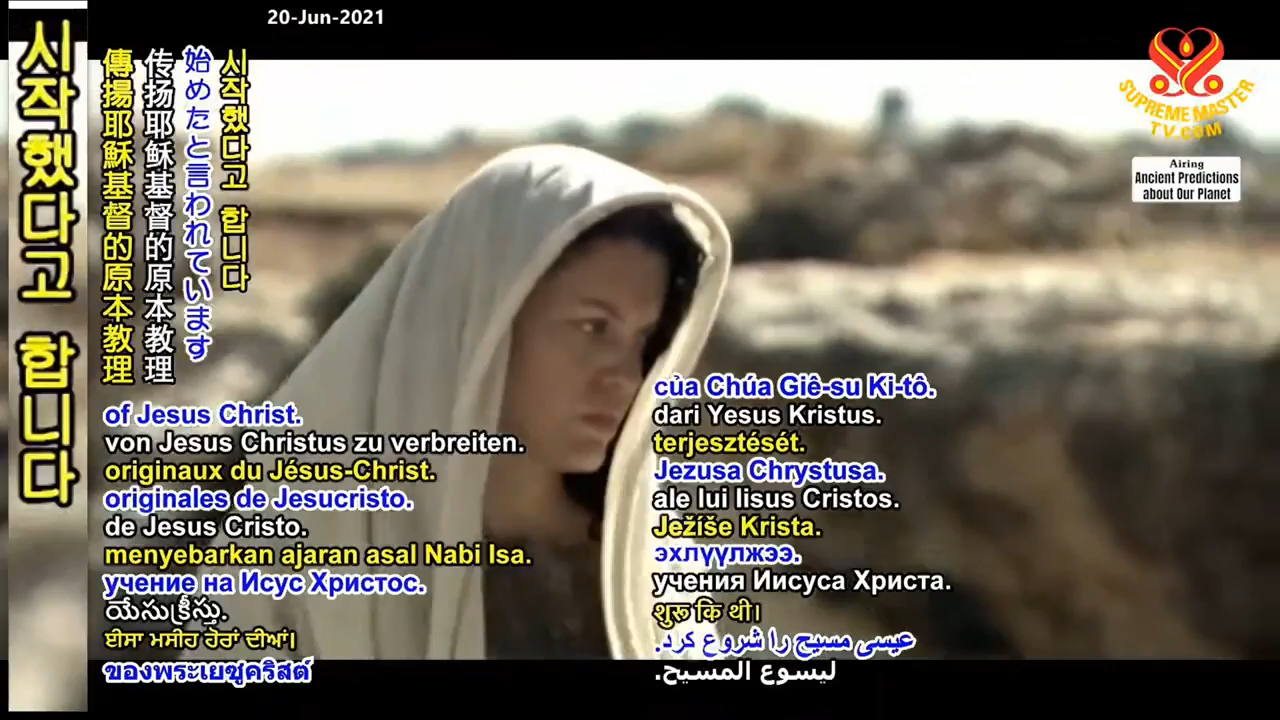 20-Jun-2021
SUPREME MASTER
TV.COM
Airing
Ancient Predictions
about Our Planet
시작했다고 합니다
傳揚耶穌基督的原本教理
传扬耶稣基督的原本教理
始めたと言われています
시작했다고 합니다
of Jesus Christ.
von Jesus Christus zu verbreiten.
originaux du Jésus-Christ.
originales de Jesucristo.
de Jesus Cristo.
menyebarkan ajaran asal Nabi Isa.
учение на Исус Христос.
యేసుక్రీస్తు.
ਈਸਾ ਮਸੀਹ ਹੋਰਾਂ ਦੀਆਂ।
ของพระเยซูคริสต์
của Chúa Giê-su Ki-tô.
dari Yesus Kristus.
terjesztését.
Jezusa Chrystusa.
ale lui Iisus Cristos.
Ježíše Krista.
эхлүүлжээ.
учения Иисуса Христа.
शुरू कि थी।
عیسی مسیح را شروع کرد.
ليسوع المسيح.